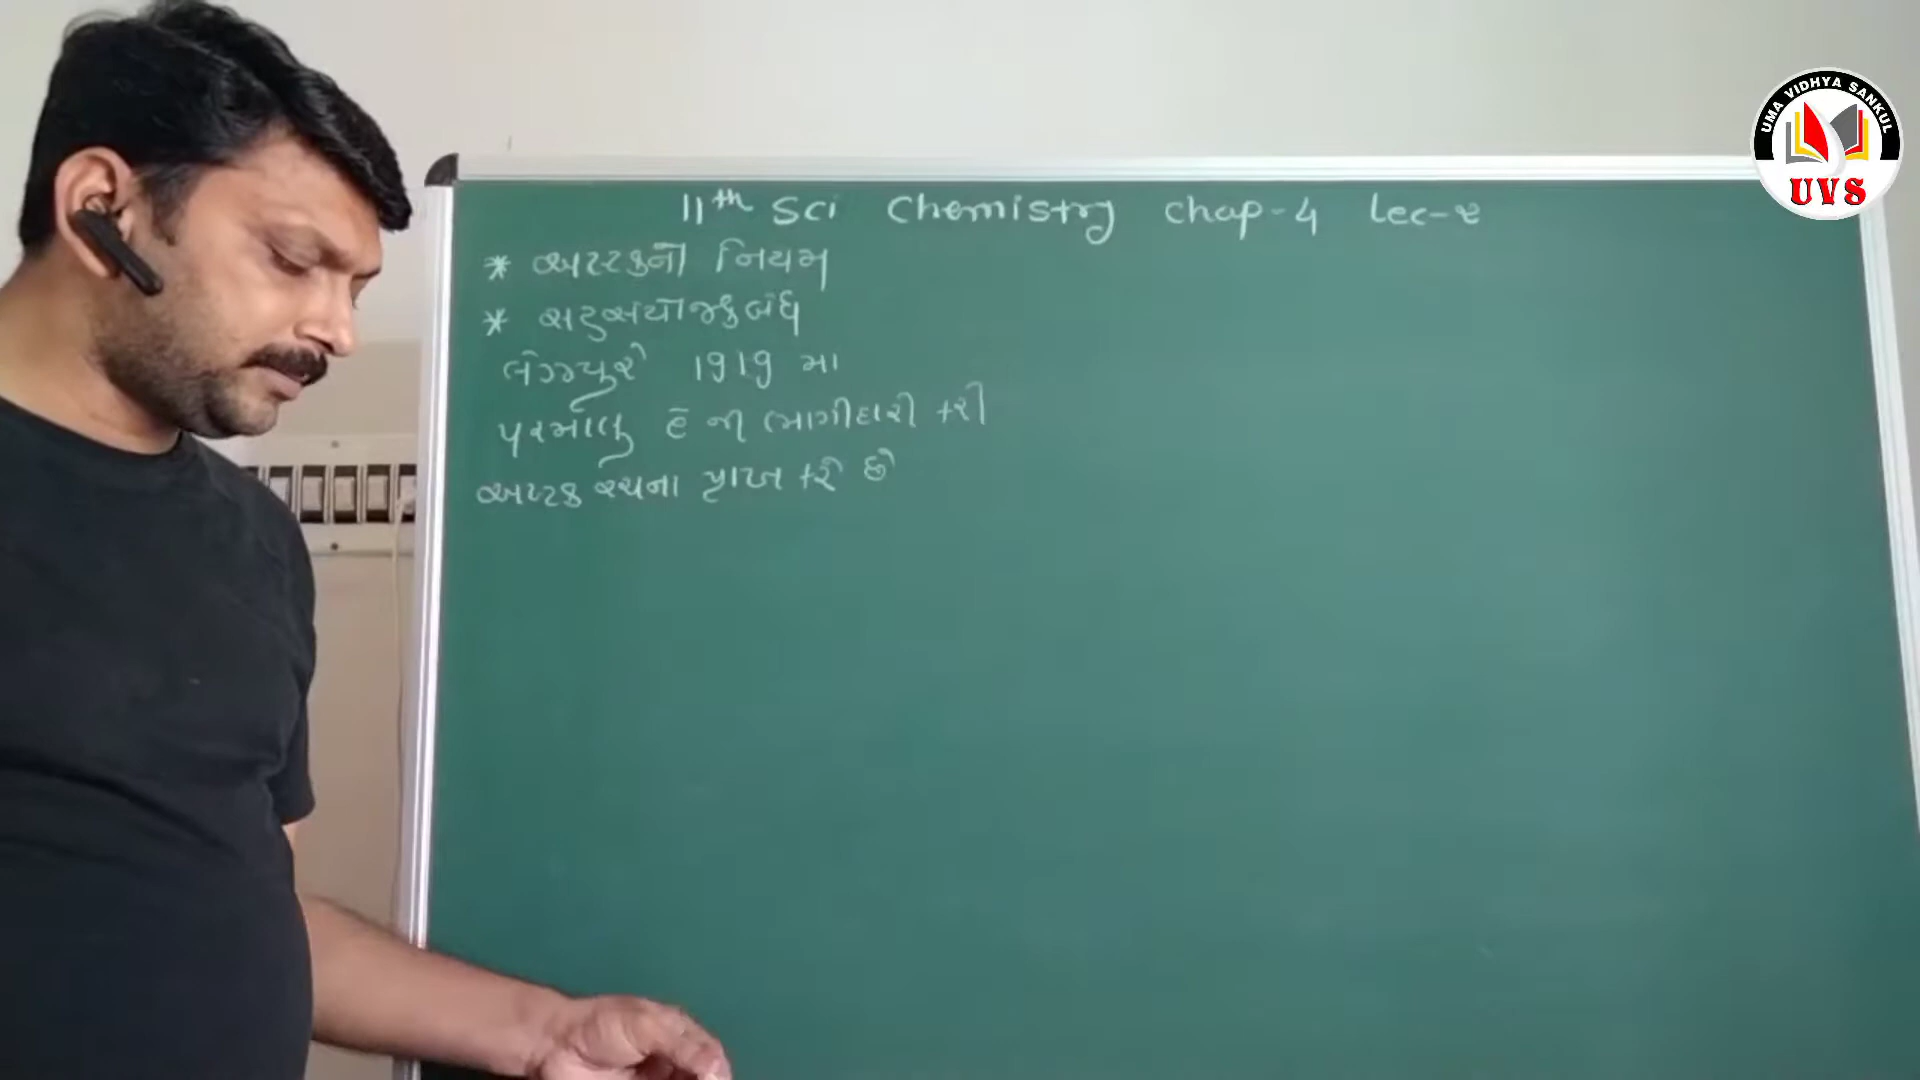 UMA VIDHYA SANKUL
UVS
11th Sci Chemistry Chap-4 Lec-2
* અષ્ટકનો નિયમ
* સહસંયોજક બંધ
લેંગ્મ્યુરે 1919 મા
પરમાણુ ē ની ભાગીદારી કરી
અષ્ટક રચના પ્રાપ્ત કરે છે